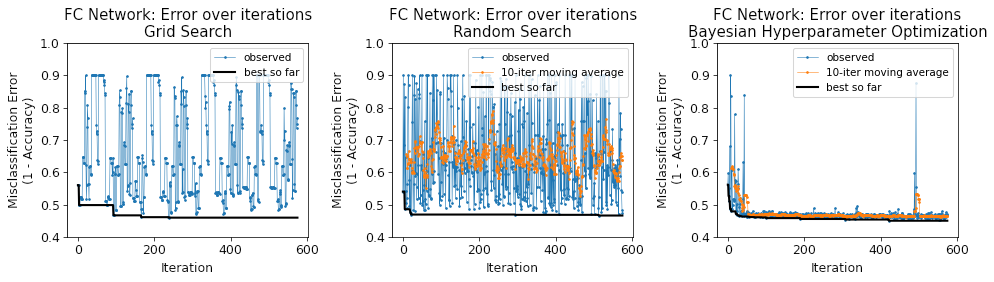 FC Network: Error over iterations
Grid Search
observed
best so far
Misclassification Error
(1 - Accuracy)
1.0
0.9
0.8
0.7
0.6
0.5
0.4
0 200 400 600
Iteration
FC Network: Error over iterations
Random Search
observed
10-iter moving average
best so far
Misclassification Error
(1 - Accuracy)
1.0
0.9
0.8
0.7
0.6
0.5
0.4
0 200 400 600
Iteration
FC Network: Error over iterations
Bayesian Hyperparameter Optimization
observed
10-iter moving average
best so far
Misclassification Error
(1 - Accuracy)
1.0
0.9
0.8
0.7
0.6
0.5
0.4
0 200 400 600
Iteration